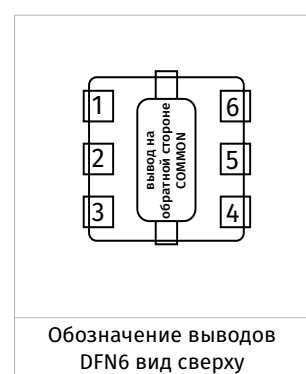 1
6
вывод на
обратной стороне
COMMON
2
5
3
4
Обозначение выводов
DFN6 вид сверху